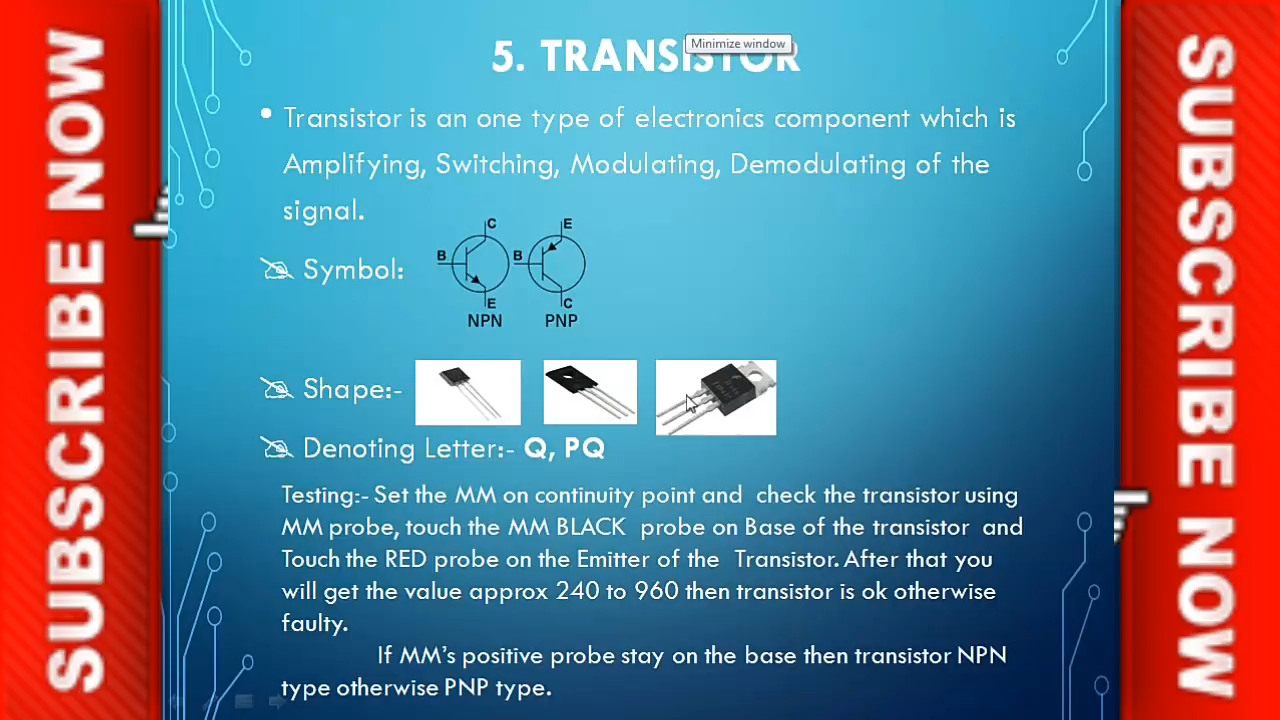 SUBSCRIBE NOW
5. TRANSISTOR
Minimize window
• Transistor is an one type of electronics component which is
Amplifying, Switching, Modulating, Demodulating of the
signal.
Symbol:
C
B
E
NPN
E
B
C
PNP
Shape:-
Denoting Letter:- Q, PQ
Testing:- Set the MM on continuity point and check the transistor using
MM probe, touch the MM BLACK probe on Base of the transistor and
Touch the RED probe on the Emitter of the Transistor. After that you
will get the value approx 240 to 960 then transistor is ok otherwise
faulty.
If MM's positive probe stay on the base then transistor NPN
type otherwise PNP type.
SUBSCRIBE NOW